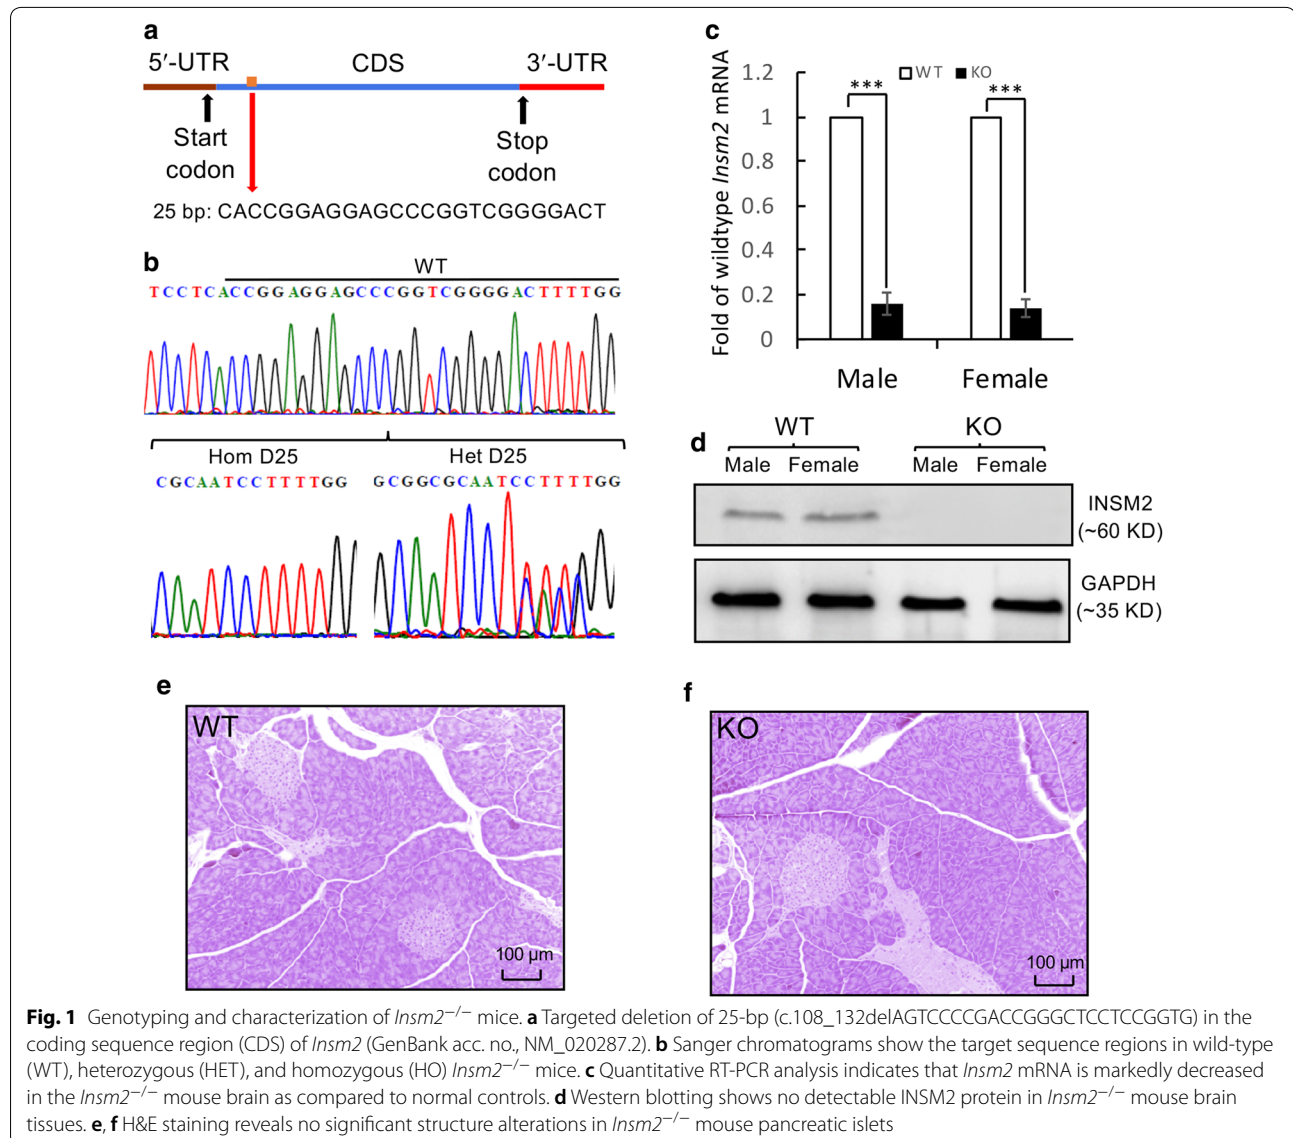 a
5′-UTR CDS 3′-UTR
Start codon
Stop codon
25 bp: CACCGGAGGAGCCCGGTCGGGGACT
b
WT
TCCTCACCGGAGGAGCCCGGTCGGGGACTTTTGG
Hom D25
Het D25
CGCAATCCTTTTGG
GCGGCGCAATCCTTTTGG
c
Fold of wildtype Insm2 mRNA
WT KO
1.2
1
0.8
0.6
0.4
0.2
0
***
***
Male
Female
d
WT KO
Male Female Male Female
INSM2
(~60 KD)
GAPDH
(~35 KD)
e
WT
100 µm
f
KO
100 µm
Fig. 1 Genotyping and characterization of Insm2−/− mice. a Targeted deletion of 25-bp (c.108_132delAGTCCCCGACCGGGCTCCTCCGGTG) in the
coding sequence region (CDS) of Insm2 (GenBank acc. no., NM_020287.2). b Sanger chromatograms show the target sequence regions in wild-type
(WT), heterozygous (HET), and homozygous (HO) Insm2−/− mice. c Quantitative RT-PCR analysis indicates that Insm2 mRNA is markedly decreased
in the Insm2−/− mouse brain as compared to normal controls. d Western blotting shows no detectable INSM2 protein in Insm2−/− mouse brain
tissues. e, f H&E staining reveals no significant structure alterations in Insm2−/− mouse pancreatic islets